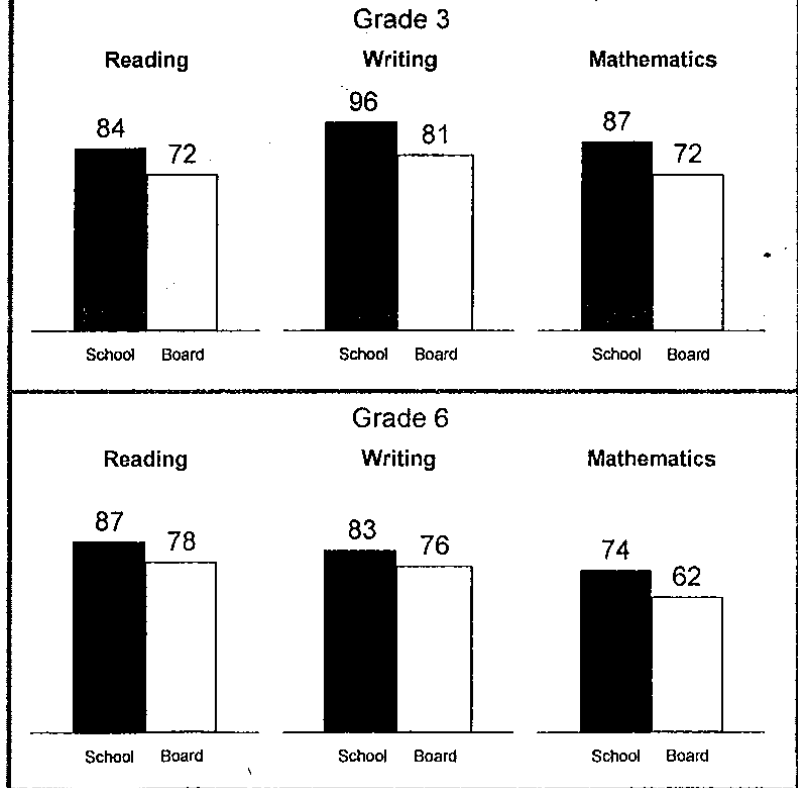 Grade 3
Reading Writing Mathematics
84 72 96 81 87 72
School Board School Board School Board
Grade 6
Reading Writing Mathematics
87 78 83 76 74 62
School Board School Board School Board